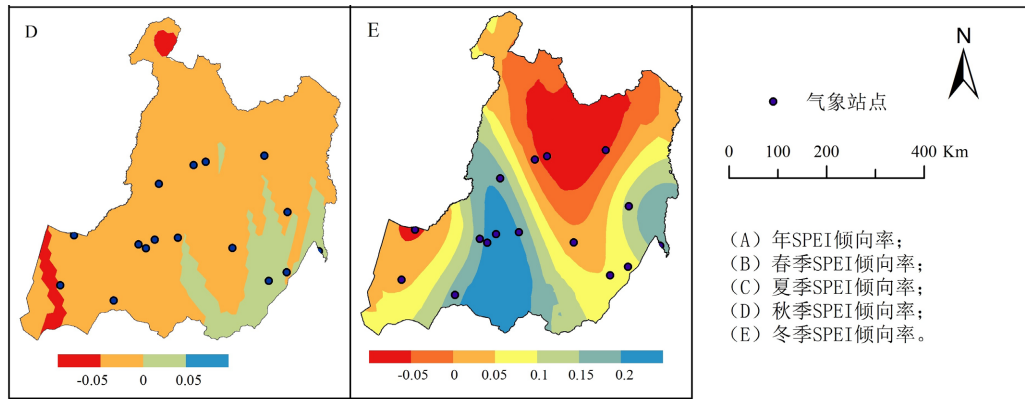 D
-0.05 0 0.05
E
-0.05 0 0.05 0.1 0.15 0.2
N
气象站点
0 100 200 400 Km
（A）年SPEI倾向率；
（B）春季SPEI倾向率；
（C）夏季SPEI倾向率；
（D）秋季SPEI倾向率；
（E）冬季SPEI倾向率。